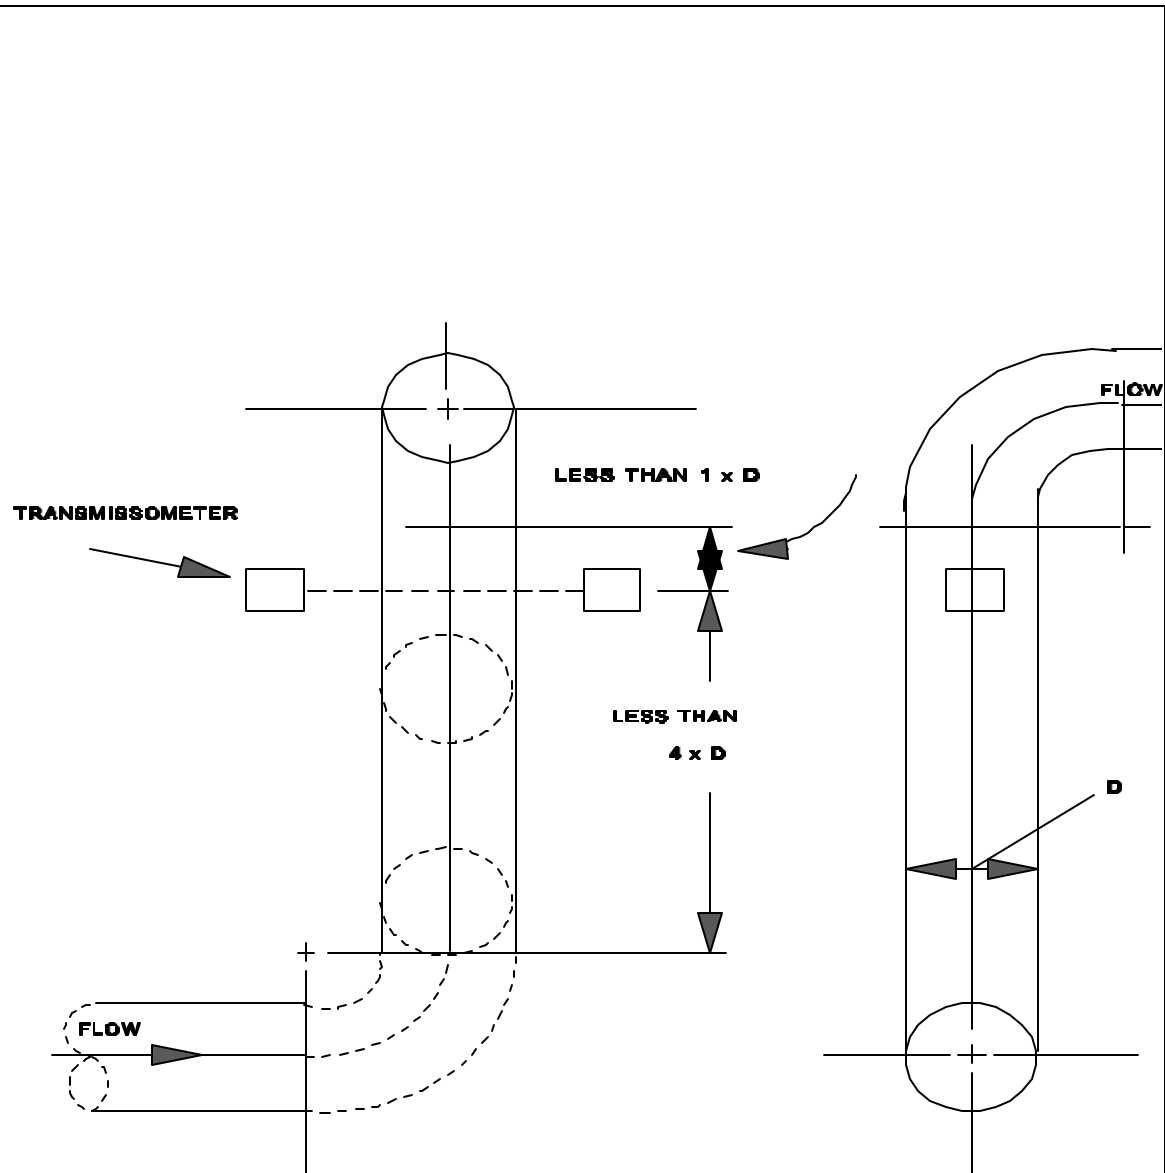 FLOW
LESS THAN 1 x D
TRANSMISSOMETER
LESS THAN
4 x D
D
FLOW